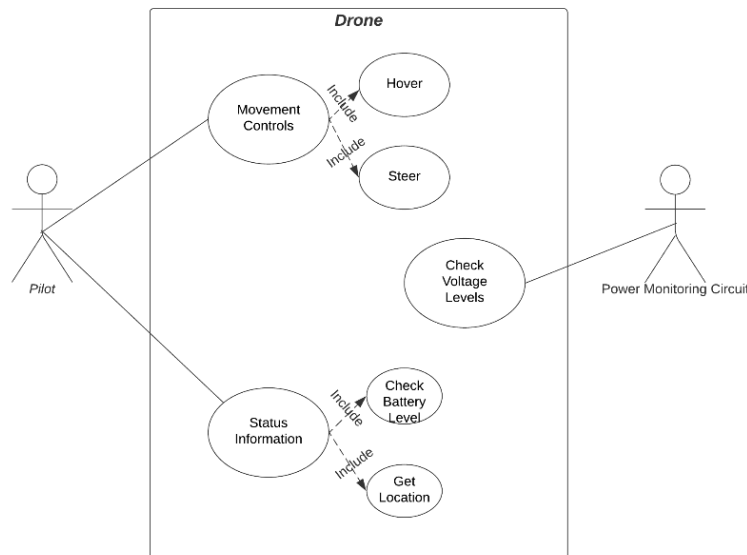 Drone
Movement
Controls
Include
Hover
Include
Steer
Pilot
Check
Voltage
Levels
Power Monitoring Circuit
Status
Information
Include
Check
Battery
Level
Include
Get
Location